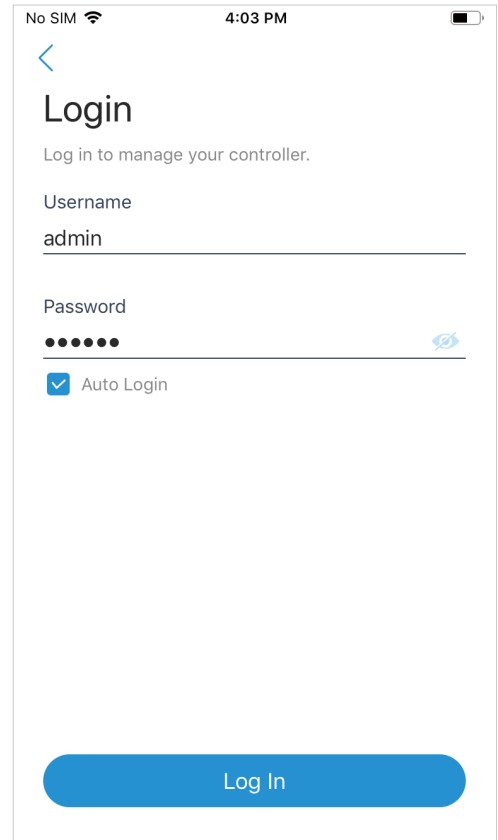 No SIM 4:03 PM
Login
Log in to manage your controller.
Username
admin
Password
••••••
Auto Login
Log In